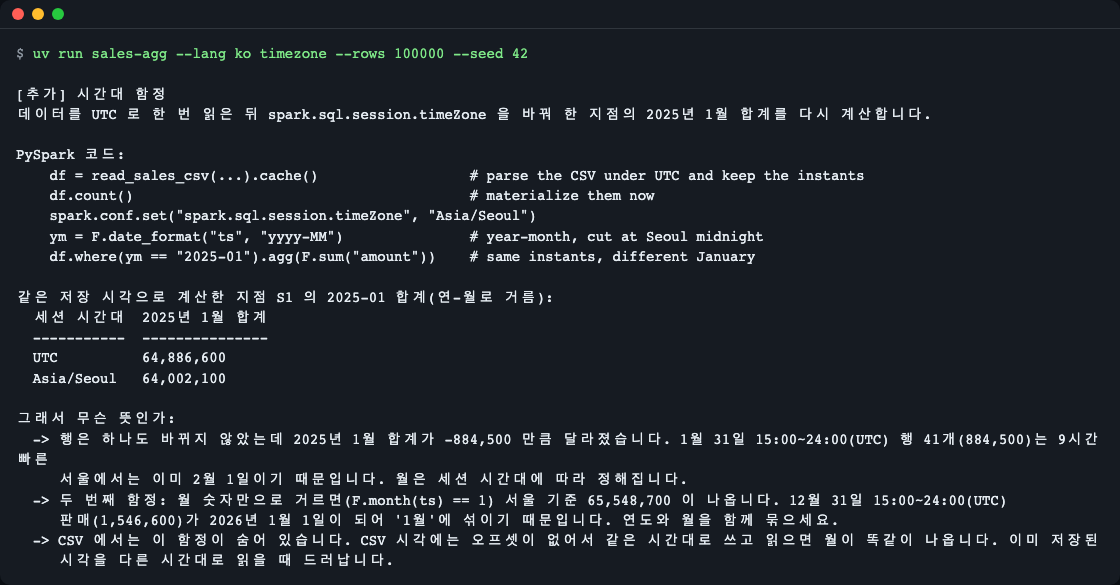 $ uv run sales-agg --lang ko timezone --rows 100000 --seed 42
[추가] 시간대 함정
데이터를 UTC 로 한 번 읽은 뒤 spark.sql.session.timeZone 을 바꿔 한 지점의 2025년 1월 합계를 다시 계산합니다.
PySpark 코드:
df = read_sales_csv(...).cache() # parse the CSV under UTC and keep the instants
df.count() # materialize them now
spark.conf.set("spark.sql.session.timeZone", "Asia/Seoul")
ym = F.date_format("ts", "yyyy-MM") # year-month, cut at Seoul midnight
df.where(ym == "2025-01").agg(F.sum("amount")) # same instants, different January
같은 저장 시각으로 계산한 지점 S1 의 2025-01 합계(연-월로 거름):
세션 시간대 2025년 1월 합계
----------- ---------------
UTC 64,886,600
Asia/Seoul 64,002,100
그래서 무슨 뜻인가:
-> 행은 하나도 바뀌지 않았는데 2025년 1월 합계가 -884,500 만큼 달라졌습니다. 1월 31일 15:00~24:00(UTC) 행 41개(884,500)는 9시간
빠른
서울에서는 이미 2월 1일이기 때문입니다. 월은 세션 시간대에 따라 정해집니다.
-> 두 번째 함정: 월 숫자만으로 거르면(F.month(ts) == 1) 서울 기준 65,548,700 이 나옵니다. 12월 31일 15:00~24:00(UTC)
판매(1,546,600)가 2026년 1월 1일이 되어 '1월'에 섞이기 때문입니다. 연도와 월을 함께 묶으세요.
-> CSV 에서는 이 함정이 숨어 있습니다. CSV 시각에는 오프셋이 없어서 같은 시간대로 쓰고 읽으면 월이 똑같이 나옵니다. 이미 저장된
시각을 다른 시간대로 읽을 때 드러납니다.